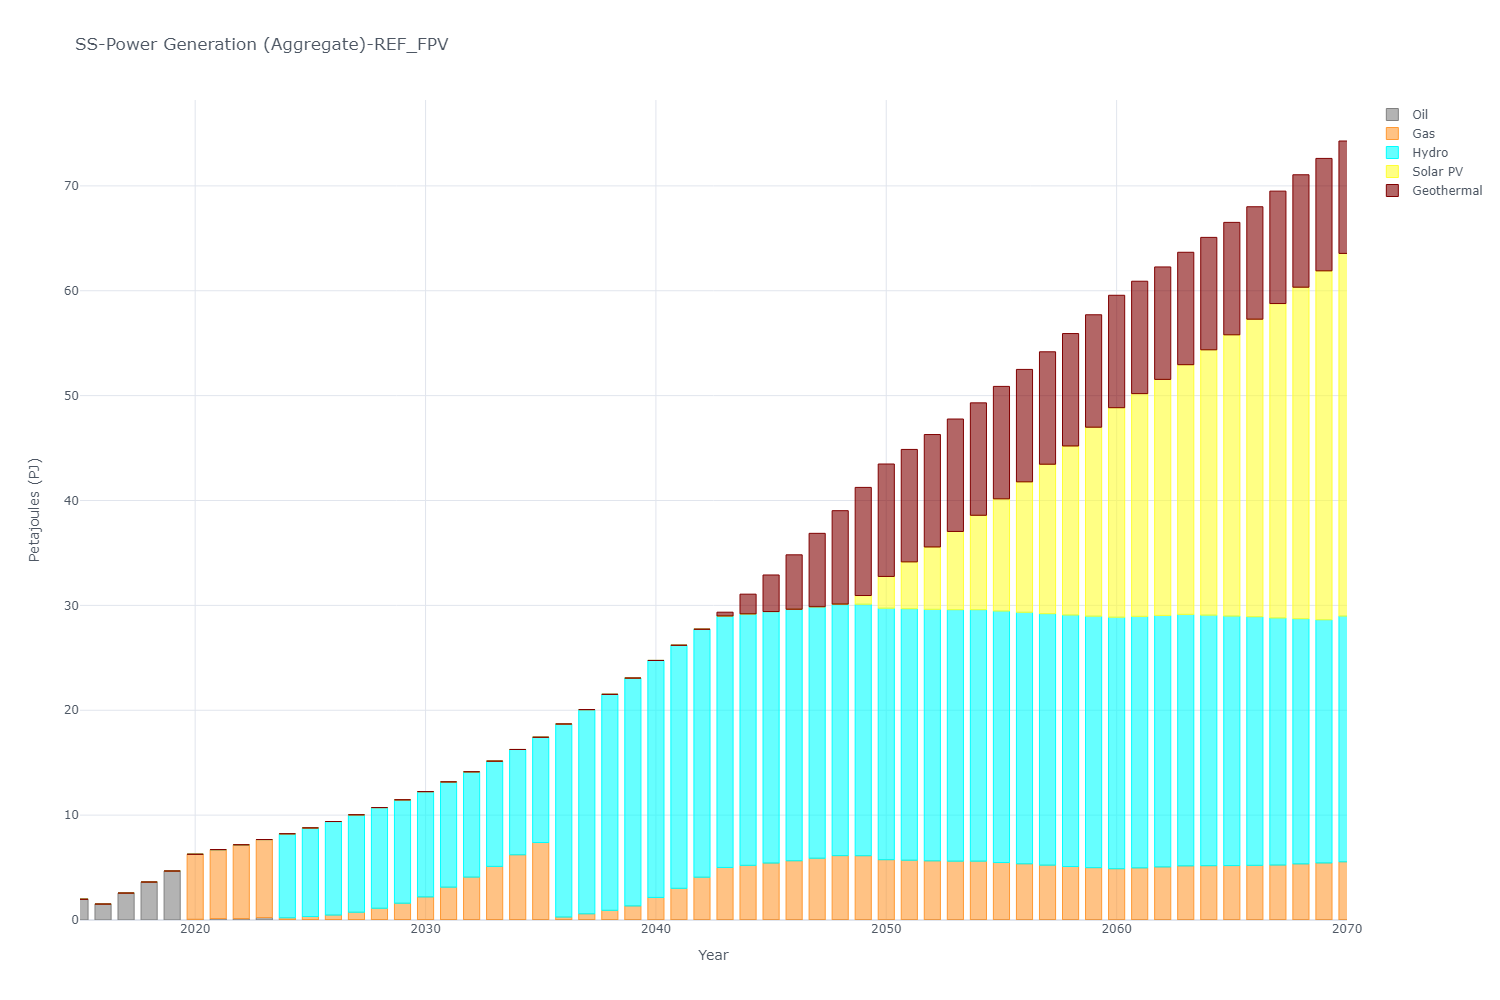 SS-Power Generation (Aggregate)-REF_FPV
Oil
Gas
Hydro
Solar PV
Geothermal
70
60
50
40
30
20
10
0
Petajoules (PJ)
2020
2030
2040
2050
2060
2070
Year